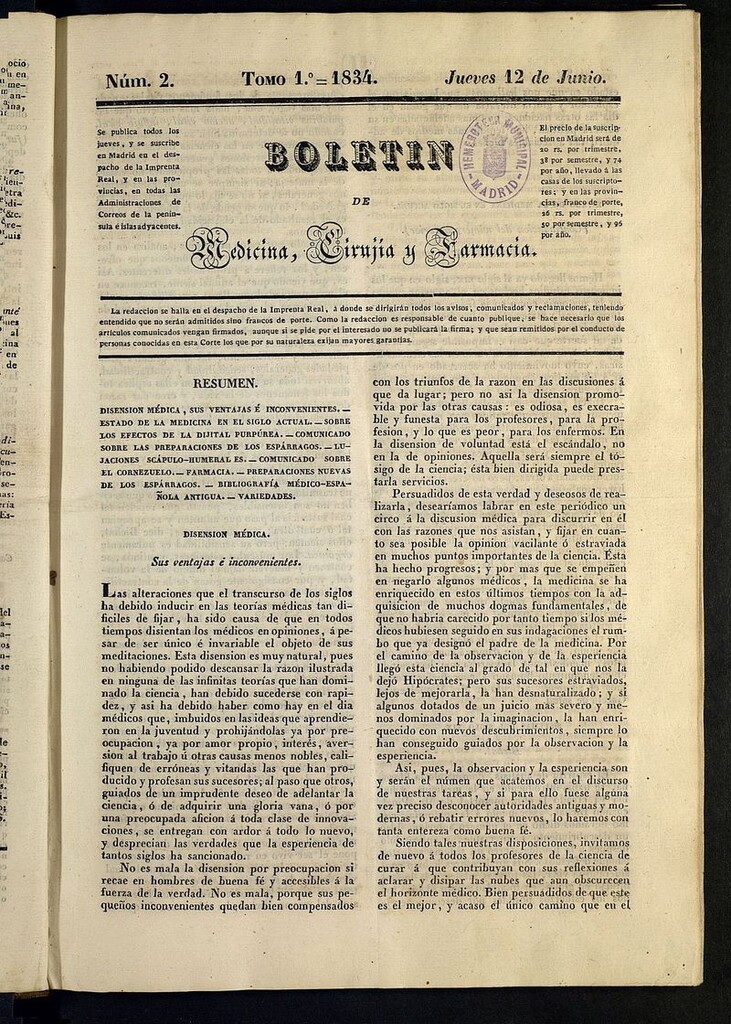 Núm. 2.
Tomo 1.º = 1834.
Jueves 12 de Junio.
Se publica todos los
jueves, y se suscribe
en Madrid en el des-
pacho de la Imprenta
Real, y en las pro-
vincias, en todas las
Administraciones de
Correos de la penín-
sula é islas adyacentes.
BOLETIN
DE
Medicina, Cirujía y Farmacia.
HEMEROTECA MUNICIPAL
MADRID
El precio de la suscrip-
cion en Madrid será de
20 rs. por trimestre,
38 por semestre, y 74
por año, llevado á las
casas de los suscripto-
res; y en las provin-
cias, franco de porte,
26 rs. por trimestre,
50 por semestre, y 96
por año.
La redaccion se halla en el despacho de la Imprenta Real, á donde se dirigirán todos los avisos, comunicados y reclamaciones, teniendo
entendido que no serán admitidos sino francos de porte. Como la redaccion es responsable de cuanto publique, se hace necesario que los
artículos comunicados vengan firmados, aunque si se pide por el interesado no se publicará la firma; y que sean remitidos por el conducto de
personas conocidas en esta Corte los que por su naturaleza exijan mayores garantías.
RESUMEN.
DISENSION MÉDICA, SUS VENTAJAS É INCONVENIENTES. —
ESTADO DE LA MEDICINA EN EL SIGLO ACTUAL. — SOBRE
LOS EFECTOS DE LA DIJITAL PURPÚREA. — COMUNICADO
SOBRE LAS PREPARACIONES DE LOS ESPÁRRAGOS. — LU-
JACIONES SCÁPULO-HUMERALES. — COMUNICADO SOBRE
EL CORNEZUELO. — FARMACIA. — PREPARACIONES NUEVAS
DE LOS ESPÁRRAGOS. — BIBLIOGRAFÍA MÉDICO-ESPA-
ÑOLA ANTIGUA. — VARIEDADES.
DISENSION MÉDICA.
Sus ventajas é inconvenientes.
Las alteraciones que el transcurso de los siglos
ha debido inducir en las teorías médicas tan di-
ficiles de fijar, ha sido causa de que en todos
tiempos disientan los médicos en opiniones, á pe-
sar de ser único é invariable el objeto de sus
meditaciones. Esta disension es muy natural, pues
no habiendo podido descansar la razon ilustrada
en ninguna de las infinitas teorías que han domi-
nado la ciencia, han debido sucederse con rapi-
dez, y asi ha debido haber como hay en el dia
médicos que, imbuidos en las ideas que aprendie-
ron en la juventud y prohijándolas ya por pre-
ocupacion, ya por amor propio, interés, aver-
sion al trabajo ú otras causas menos nobles, cali-
fiquen de erróneas y vitandas las que han pro-
ducido y profesan sus sucesores; al paso que otros,
guiados de un imprudente deseo de adelantar la
ciencia, ó de adquirir una gloria vana, ó por
una preocupada aficion á toda clase de innova-
ciones, se entregan con ardor á todo lo nuevo,
y desprecian las verdades que la esperiencia de
tantos siglos ha sancionado.
No es mala la disension por preocupacion si
recae en hombres de buena fé y accesibles á la
fuerza de la verdad. No es mala, porque sus pe-
queños inconvenientes quedan bien compensados
con los triunfos de la razon en las discusiones á
que da lugar; pero no asi la disension promo-
vida por las otras causas: es odiosa, es execra-
ble y funesta para los profesores, para la pro-
fesion, y lo que es peor, para los enfermos. En
la disension de voluntad está el escándalo, no
en la de opiniones. Aquella será siempre el tó-
sigo de la ciencia; ésta bien dirigida puede pres-
tarla servicios.
Persuadidos de esta verdad y deseosos de rea-
lizarla, desearíamos labrar en este periódico un
circo á la discusion médica para discurrir en él
con las razones que nos asistan, y fijar en cuan-
to sea posible la opinion vacilante ó estraviada
en muchos puntos importantes de la ciencia. Ésta
ha hecho progresos; y por mas que se empeñen
en negarlo algunos médicos, la medicina se ha
enriquecido en estos últimos tiempos con la ad-
quisicion de muchos dogmas fundamentales, de
que no habria carecido por tanto tiempo si los mé-
dicos hubiesen seguido en sus indagaciones el rum-
bo que ya designó el padre de la medicina. Por
el camino de la observacion y de la esperiencia
llegó esta ciencia al grado de tal en que nos la
dejó Hipócrates; pero sus sucesores estraviados,
lejos de mejorarla, la han desnaturalizado; y si
algunos dotados de un juicio mas severo y me-
nos dominados por la imaginacion, la han enri-
quecido con nuevos descubrimientos, siempre lo
han conseguido guiados por la observacion y la
esperiencia.
Asi, pues, la observacion y la esperiencia son
y serán el númen que acatemos en el discurso
de nuestras tareas, y si para ello fuese alguna
vez preciso desconocer autoridades antiguas y mo-
dernas, ó rebatir errores nuevos, lo haremos con
tanta entereza como buena fé.
Siendo tales nuestras disposiciones, invitamos
de nuevo á todos los profesores de la ciencia de
curar á que contribuyan con sus reflexiones á
aclarar y disipar las nubes que aun obscurecen
el horizonte médico. Bien persuadidos de que este
es el mejor, y acaso el único camino que en el